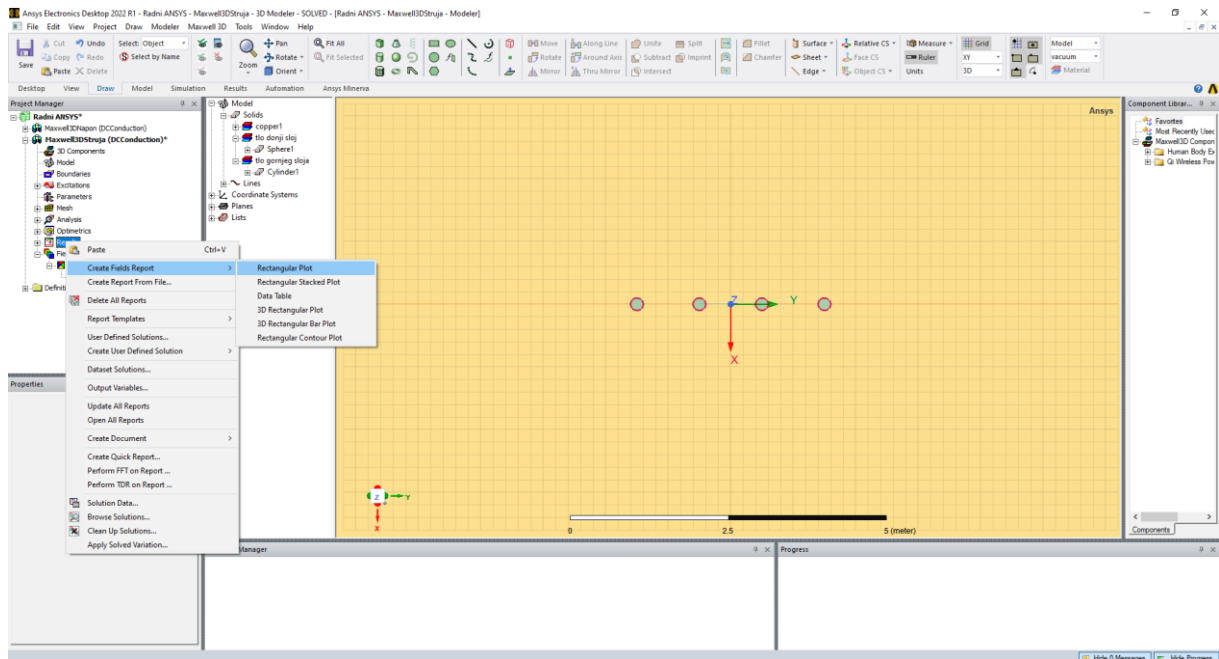 Ansys Electronics Desktop 2022 R1 - Radni ANSYS - Maxwell3DStruja - 3D Modeler - SOLVED - [Radni ANSYS - Maxwell3DStruja - Modeler]
File Edit View Project Draw Modeler Maxwell 3D Tools Window Help
Save
Cut Undo
Copy Redo
Paste Delete
Select: Object
Select by Name
Zoom
Pan
Rotate
Orient
Fit All
Fit Selected
Move Along Line Unite Split Fillet
Rotate Around Axis Subtract Imprint Chamfer
Mirror Thru Mirror Intersect
Surface Relative CS Measure Grid Model
Sheet Face CS Ruler XY vacuum
Edge Object CS Units 3D Material
Desktop View Draw Model Simulation Results Automation Ansys Minerva
Project Manager
Radni ANSYS*
Maxwell3DNapon (DCConduction)
Maxwell3DStruja (DCConduction)*
3D Components
Model
Boundaries
Excitations
Parameters
Mesh
Analysis
Optimetrics
Re
Fie
Definiti
Model
Solids
copper1
tlo donji sloj
Sphere1
tlo gornjeg sloja
Cylinder1
Lines
Coordinate Systems
Planes
Lists
Paste Ctrl+V
Create Fields Report
Create Report From File...
Delete All Reports
Report Templates
User Defined Solutions...
Create User Defined Solution
Dataset Solutions...
Output Variables...
Update All Reports
Open All Reports
Create Document
Create Quick Report...
Perform FFT on Report ...
Perform TDR on Report ...
Solution Data...
Browse Solutions...
Clean Up Solutions...
Apply Solved Variation...
Rectangular Plot
Rectangular Stacked Plot
Data Table
3D Rectangular Plot
3D Rectangular Bar Plot
Rectangular Contour Plot
Properties
Ansys
Z
Y
X
Z Y
X
0 2.5 5 (meter)
Component Librar...
Favorites
Most Recently Usec
Maxwell3D Compon
Human Body Ex
Qi Wireless Pow
Components
Manager
Progress
Hide 0 Messages Hide Progress